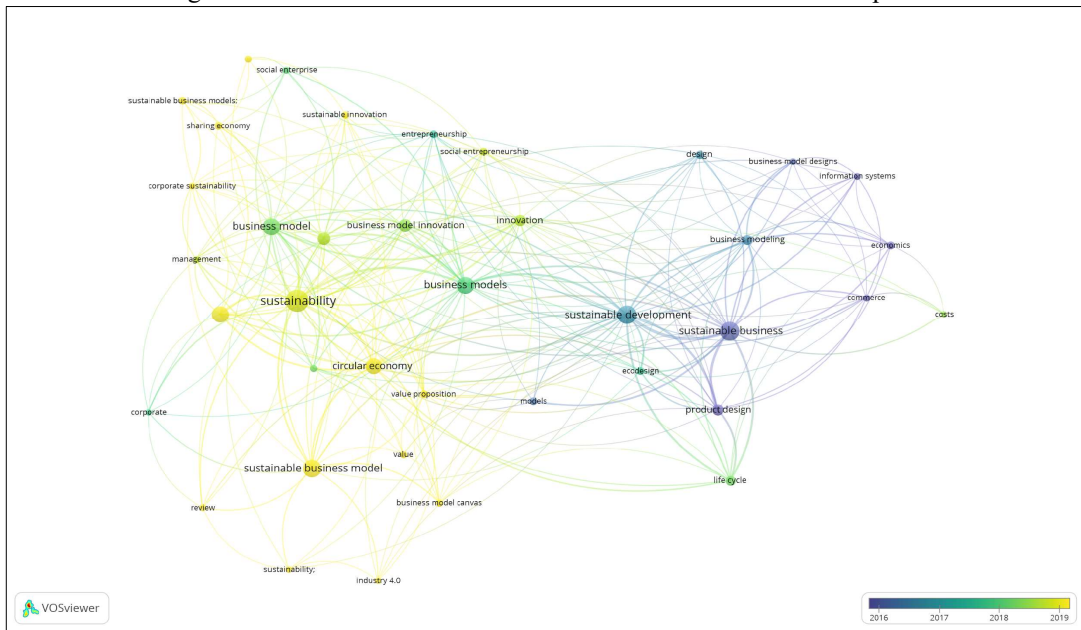 social enterprise
sustainable business models:
sustainable innovation
sharing economy
entrepreneurship
social entrepreneurship
design
business model designs
information systems
corporate sustainability
business model
business model innovation
innovation
business modeling
economics
management
business models
sustainability
commerce
sustainable development
costs
sustainable business
circular economy
ecodesign
value proposition
models
product design
corporate
value
sustainable business model
life cycle
business model canvas
review
sustainability;
industry 4.0
VOSviewer
2016 2017 2018 2019